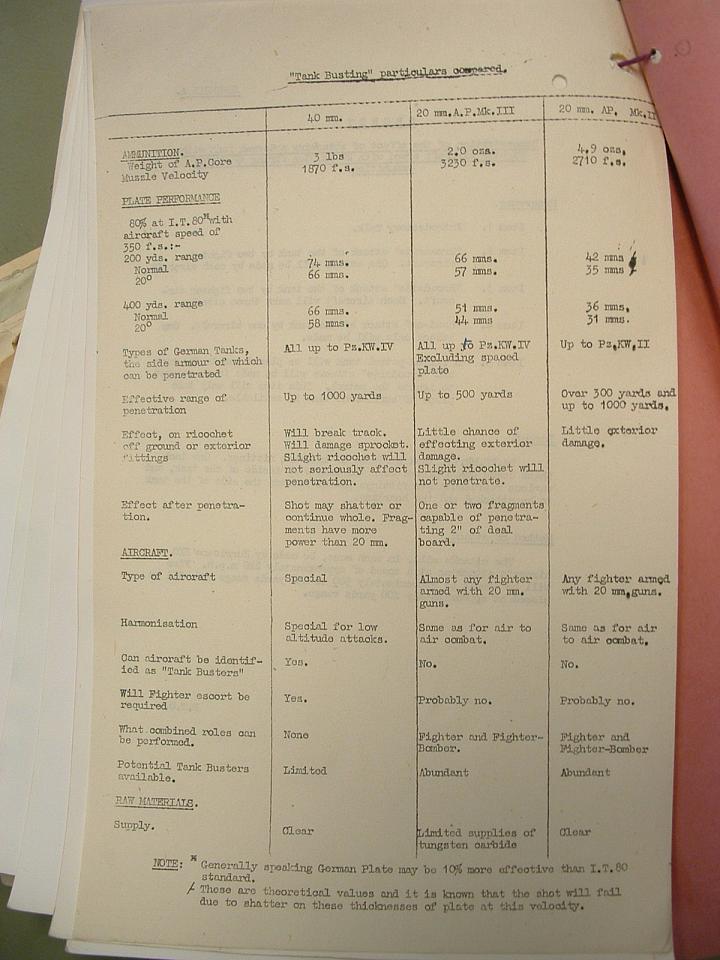 "Tank Busting" particulars compared.
40 mm. 20 mm.A.P.Mk.III 20 mm. AP, Mk.II
AMMUNITION.
Weight of A.P.Core 3 lbs 2.0 ozs. 4.9 ozs.
Muzzle Velocity 1870 f.s. 3230 f.s. 2710 f.s.
PLATE PERFORMANCE
80% at I.T.80 with
aircraft speed of
350 f.s.:-
200 yds. range
Normal 74 mms. 66 mms. 42 mms
20° 66 mms. 57 mms. 35 mms
400 yds. range
Normal 66 mms. 51 mms. 36 mms.
20° 58 mms. 44 mms 31 mms.
Types of German Tanks, All up to Pz.KW.IV All up to Pz.KW.IV Up to Pz.KW.II
the side armour of which Excluding spaced
can be penetrated plate
Effective range of Up to 1000 yards Up to 500 yards Over 300 yards and
penetration up to 1000 yards.
Effect, on ricochet Will break track. Little chance of Little exterior
off ground or exterior Will damage sprocket. effecting exterior damage.
fittings Slight ricochet will damage.
not seriously affect Slight ricochet will
penetration. not penetrate.
Effect after penetra- Shot may shatter or One or two fragments
tion. continue whole. Frag- capable of penetra-
ments have more ting 2" of deal
power than 20 mm. board.
AIRCRAFT.
Type of aircraft Special Almost any fighter Any fighter armed
armed with 20 mm. with 20 mm.guns.
guns.
Harmonisation Special for low Same as for air to Same as for air
altitude attacks. air combat. to air combat.
Can aircraft be identif- Yes. No. No.
ied as "Tank Busters"
Will Fighter escort be Yes. Probably no. Probably no.
required
What combined roles can None Fighter and Fighter- Fighter and
be performed. Bomber. Fighter-Bomber
Potential Tank Busters Limited Abundant Abundant
available.
RAW MATERIALS.
Supply. Clear Limited supplies of Clear
tungsten carbide
NOTE: Generally speaking German Plate may be 10% more effective than I.T.80
standard.
These are theoretical values and it is known that the shot will fail
due to shatter on these thicknesses of plate at this velocity.